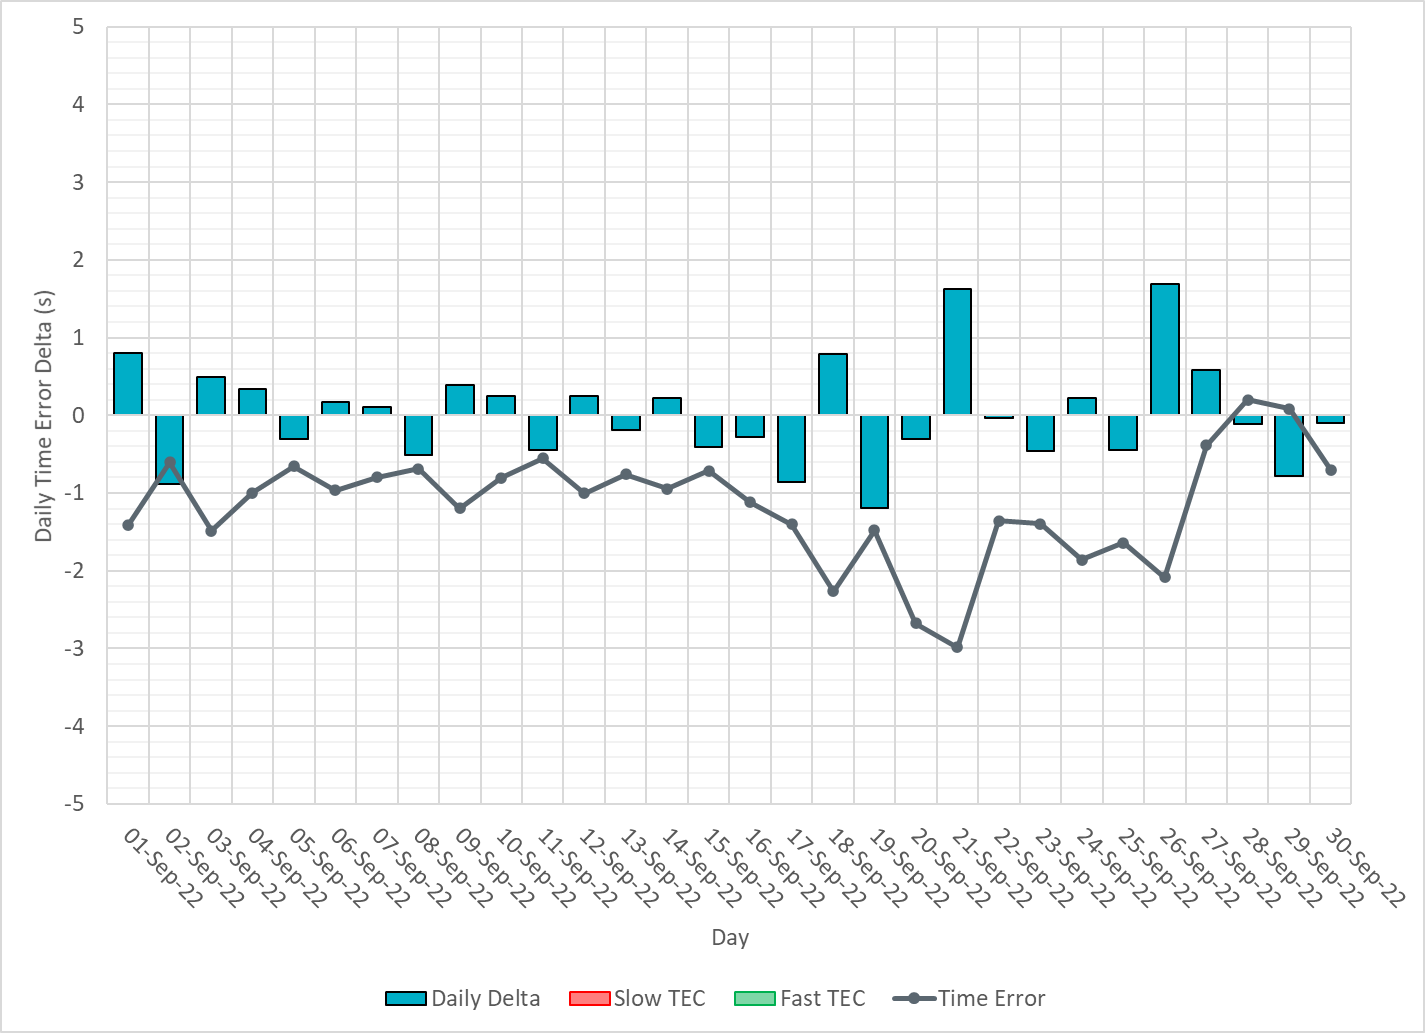 5
4
3
2
1
0
-1
-2
-3
-4
-5
Daily Time Error Delta (s)
01-Sep-22
02-Sep-22
03-Sep-22
04-Sep-22
05-Sep-22
06-Sep-22
07-Sep-22
08-Sep-22
09-Sep-22
10-Sep-22
11-Sep-22
12-Sep-22
13-Sep-22
14-Sep-22
15-Sep-22
16-Sep-22
17-Sep-22
18-Sep-22
19-Sep-22
20-Sep-22
21-Sep-22
22-Sep-22
23-Sep-22
24-Sep-22
25-Sep-22
26-Sep-22
27-Sep-22
28-Sep-22
29-Sep-22
30-Sep-22
Day
Daily Delta Slow TEC Fast TEC Time Error